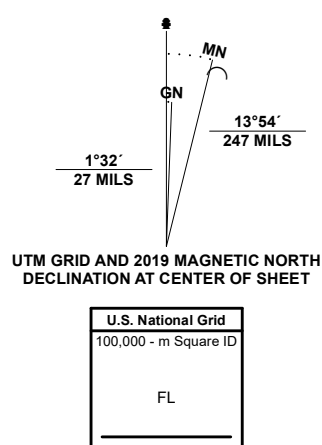 MN
GN
13°54´
247 MILS
1°32´
27 MILS
UTM GRID AND 2019 MAGNETIC NORTH
DECLINATION AT CENTER OF SHEET
U.S. National Grid
100,000 - m Square ID
FL